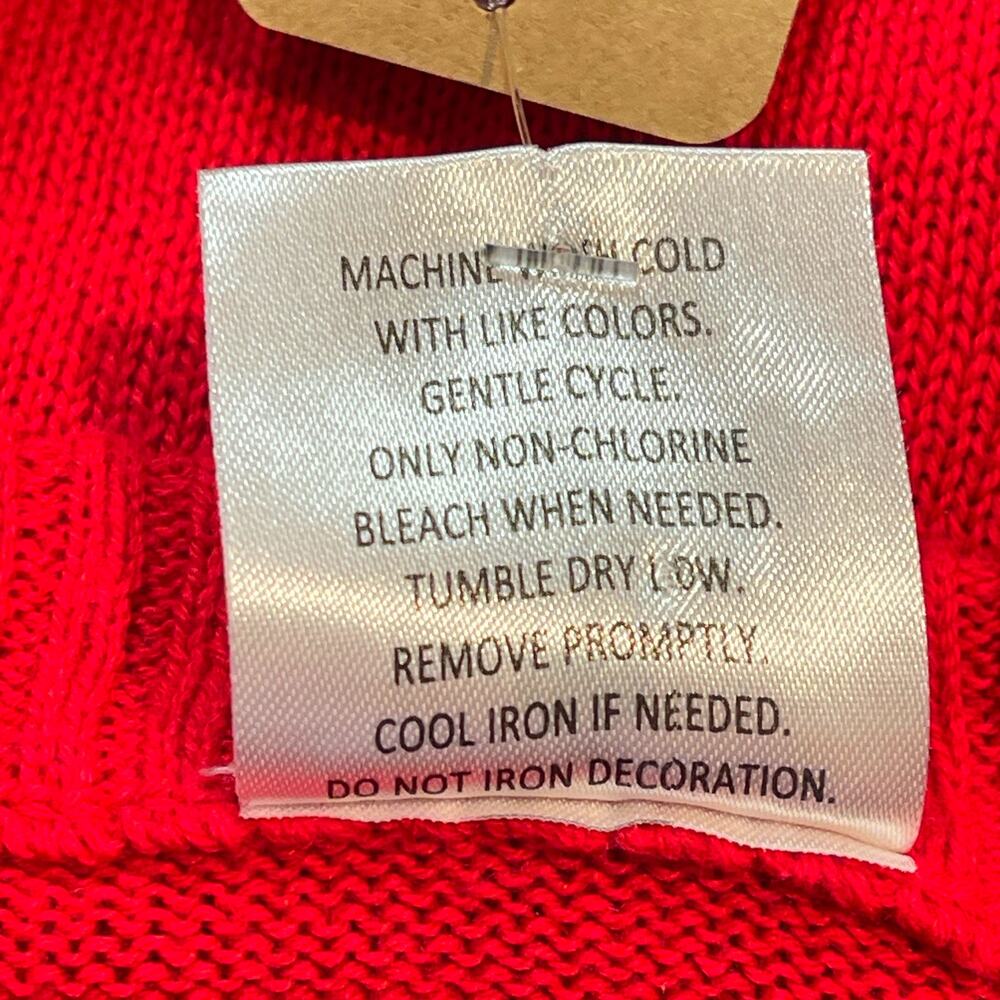 MACHINE WASH COLD
WITH LIKE COLORS.
GENTLE CYCLE.
ONLY NON-CHLORINE
BLEACH WHEN NEEDED.
TUMBLE DRY LOW.
REMOVE PROMPTLY.
COOL IRON IF NEEDED.
DO NOT IRON DECORATION.